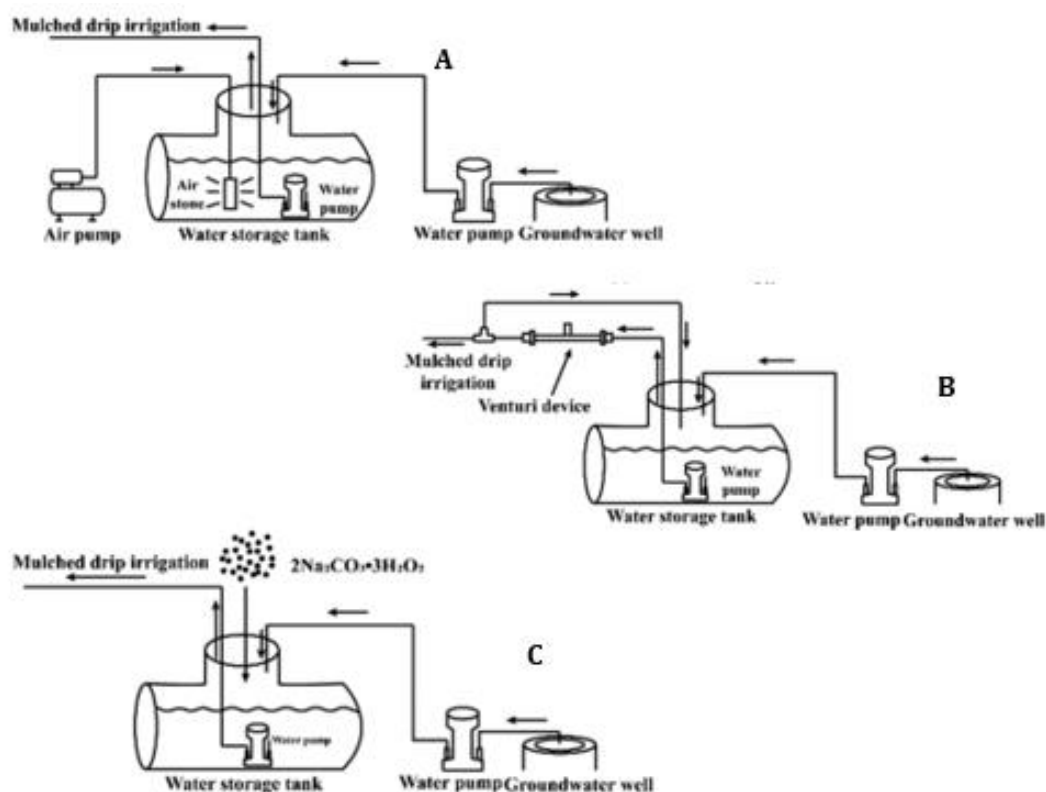 Mulched drip irrigation
A
Air
stone
Water
pump
Air pump
Water storage tank
Water pump
Groundwater well
Mulched drip
irrigation
Venturi device
B
Water
pump
Water storage tank
Water pump
Groundwater well
Mulched drip irrigation
2Na₂CO₃•3H₂O₂
C
Water pump
Water storage tank
Water pump
Groundwater well